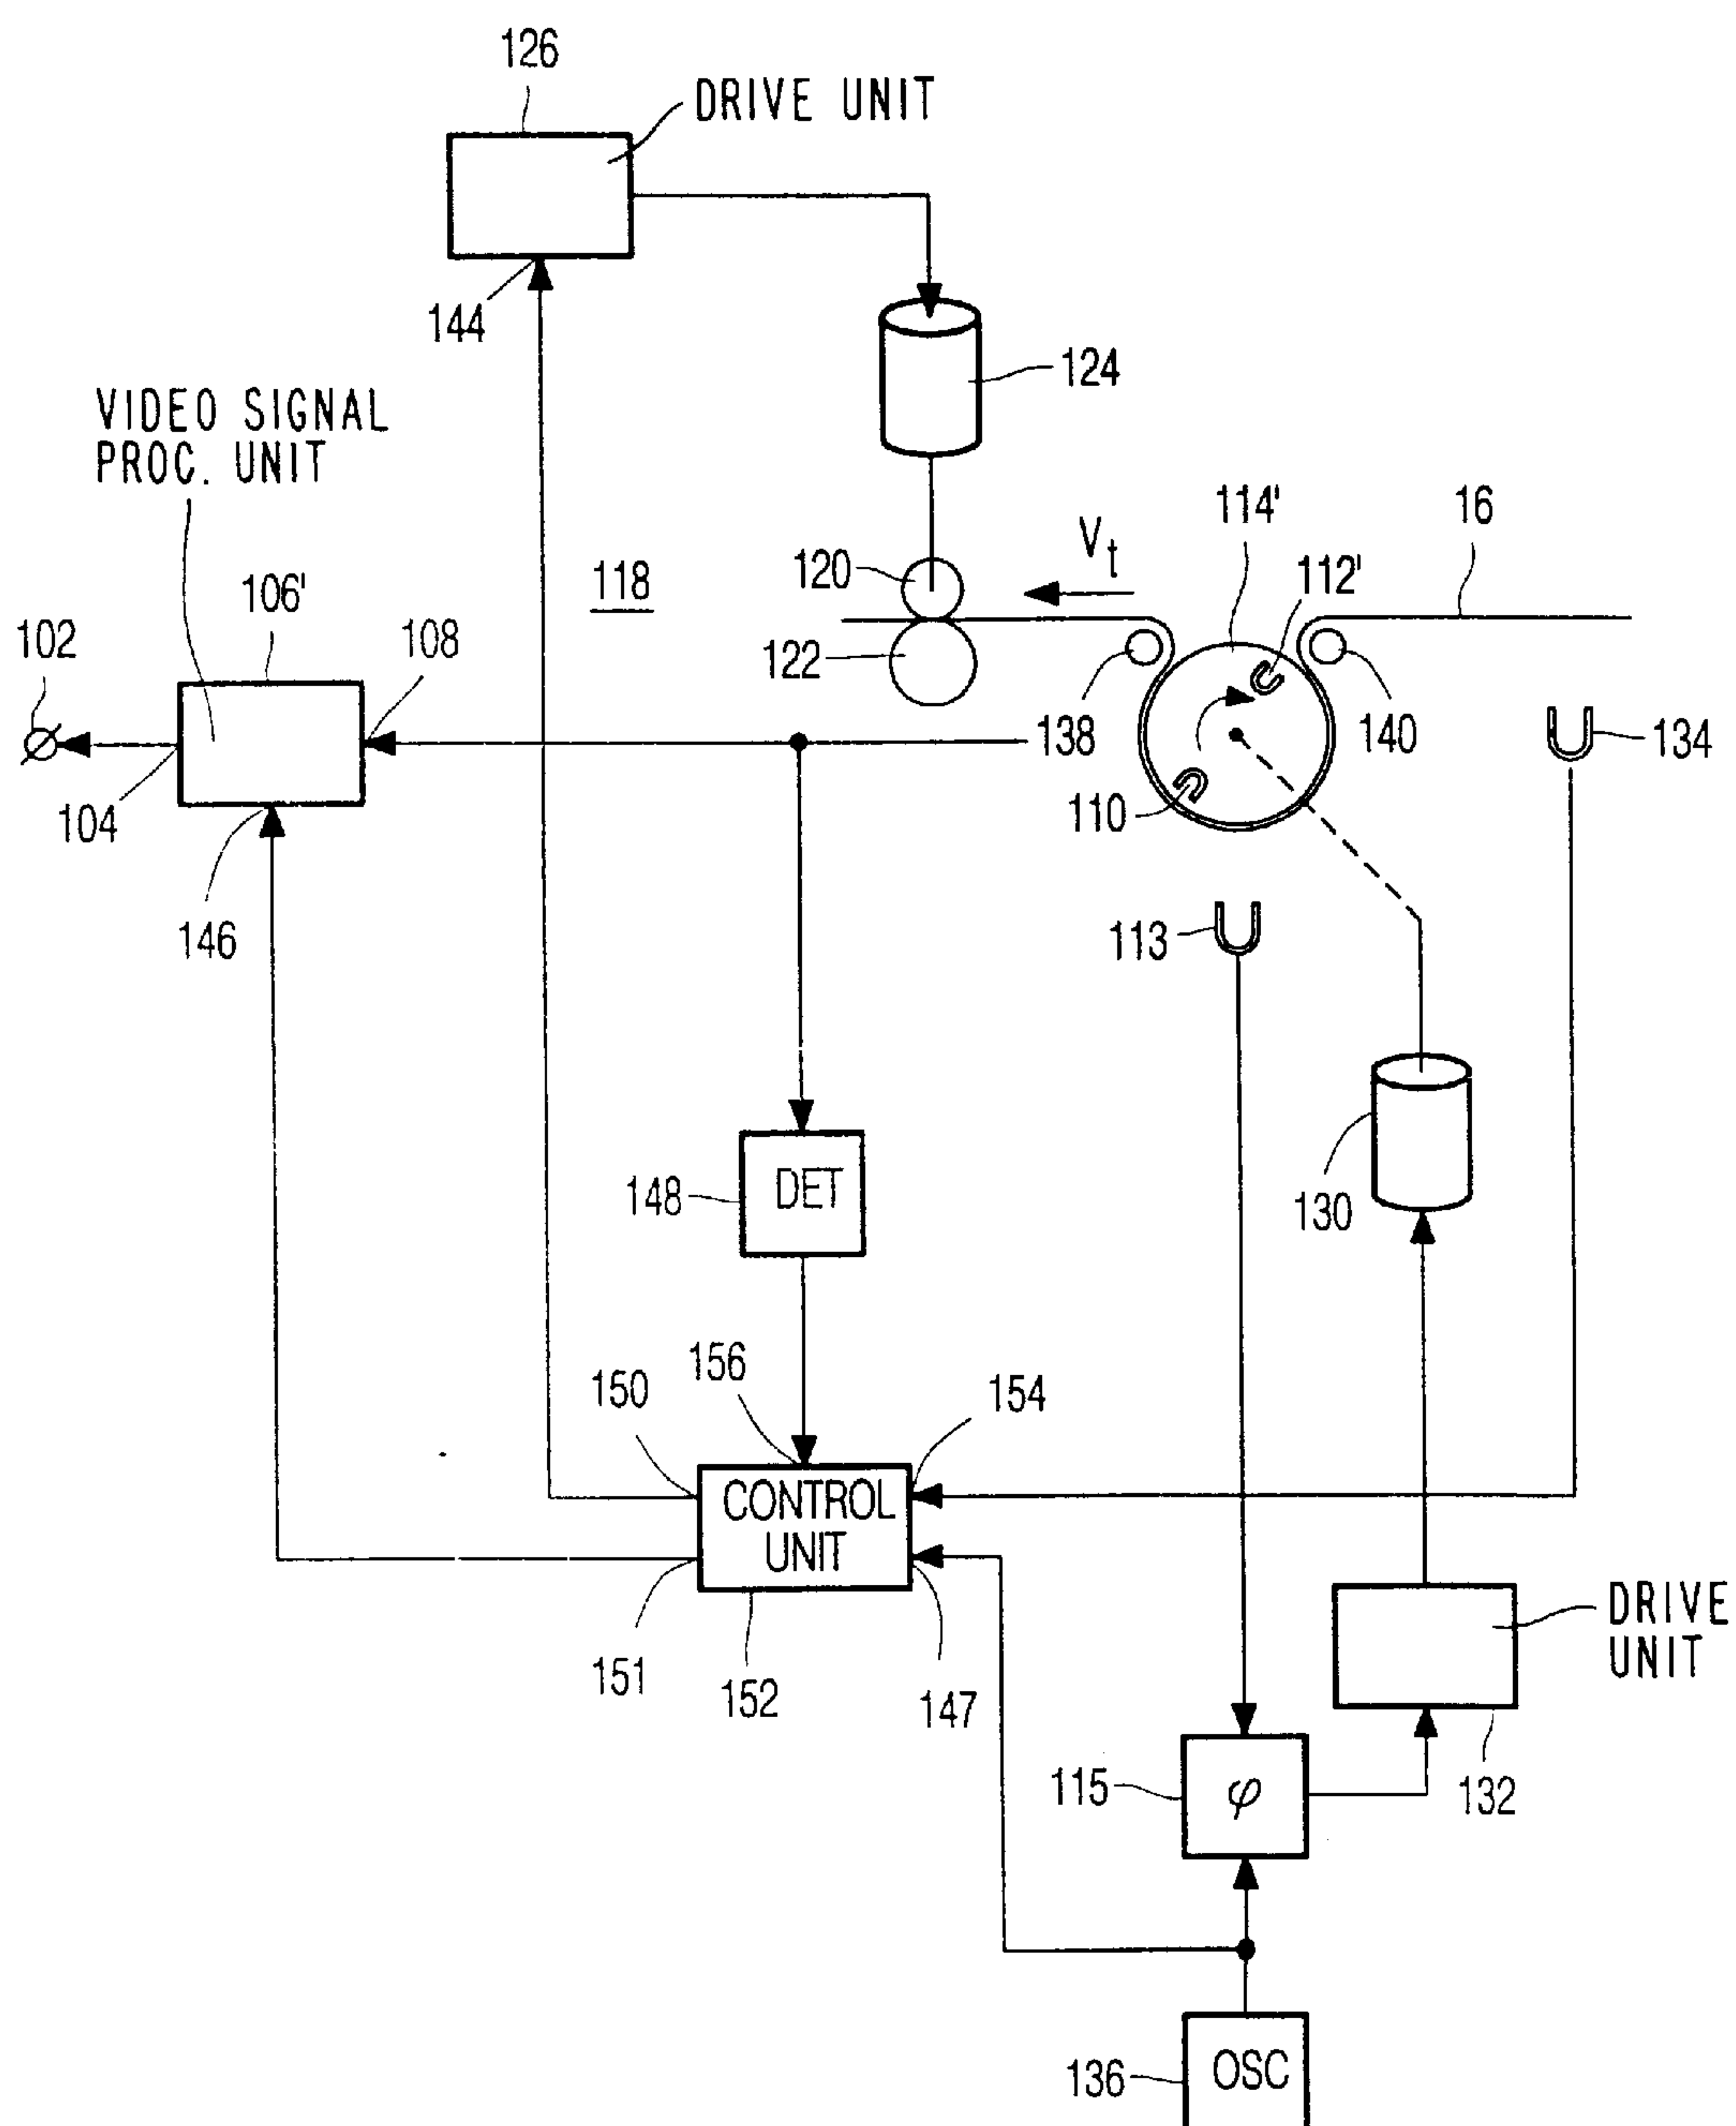 126
DRIVE UNIT
144
124
VIDEO SIGNAL
PROC. UNIT
114'
16
Vt
120
112'
118
106'
102
108
122
138
140
134
104
110
146
113
DET
148
130
156
150
154
CONTROL
UNIT
DRIVE
UNIT
151
152
147
115
φ
132
136
OSC